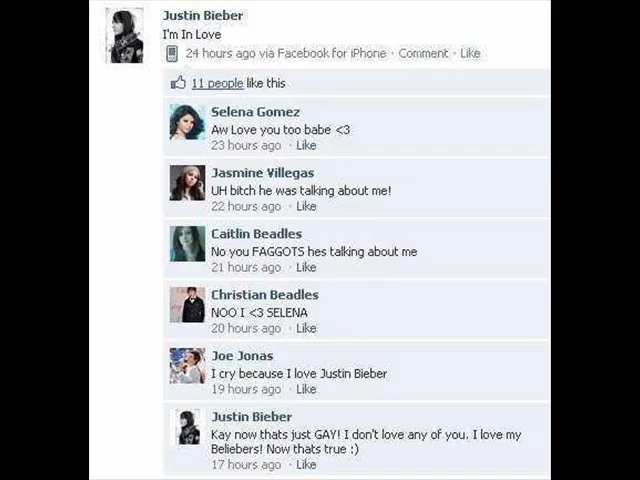 Justin Bieber
I'm In Love
24 hours ago via Facebook for iPhone · Comment · Like
11 people like this
Selena Gomez
Aw Love you too babe <3
23 hours ago · Like
Jasmine Villegas
UH bitch he was talking about me!
22 hours ago · Like
Caitlin Beadles
No you FAGGOTS hes talking about me
21 hours ago · Like
Christian Beadles
NOO I <3 SELENA
20 hours ago · Like
Joe Jonas
I cry because I love Justin Bieber
19 hours ago · Like
Justin Bieber
Kay now thats just GAY! I don't love any of you. I love my
Beliebers! Now thats true :)
17 hours ago · Like